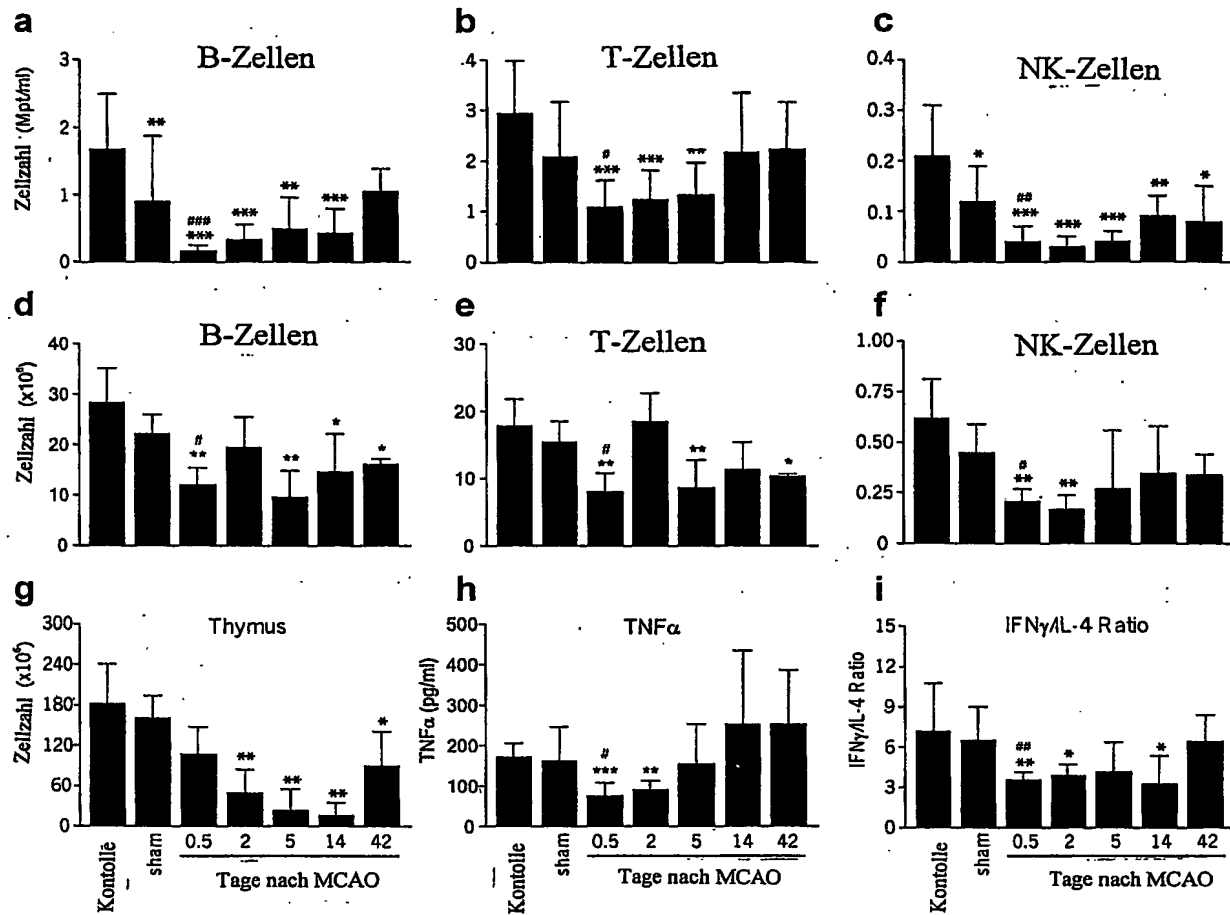 a
B-Zellen
Zellzahl (Mpt/ml)
3
2
1
0
**
###
***
***
**
***
b
T-Zellen
4
3
2
1
0
#
***
***
**
c
NK-Zellen
0.4
0.3
0.2
0.1
0
*
##
***
***
***
**
*
d
B-Zellen
Zellzahl (x10⁶)
40
30
20
10
0
#
**
**
*
*
e
T-Zellen
30
20
10
0
#
**
**
*
f
NK-Zellen
1.00
0.75
0.50
0.25
0
#
**
**
g
Thymus
Zellzahl (x10⁶)
300
240
180
120
60
0
**
**
**
*
Kontolle
sham
0.5 2 5 14 42
Tage nach MCAO
h
TNFα
TNFα (pg/ml)
500
400
300
200
100
0
#
***
**
Kontolle
sham
0.5 2 5 14 42
Tage nach MCAO
i
IFNγ/IL-4 Ratio
IFNγ/IL-4 Ratio
15
12
9
6
3
0
##
**
*
*
Kontolle
sham
0.5 2 5 14 42
Tage nach MCAO